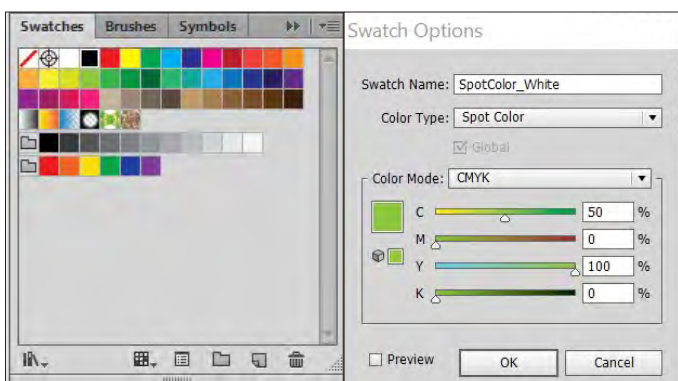 Swatches Brushes Symbols
Swatch Options
Swatch Name: SpotColor_White
Color Type: Spot Color
Global
Color Mode: CMYK
C 50 %
M 0 %
Y 100 %
K 0 %
Preview OK Cancel